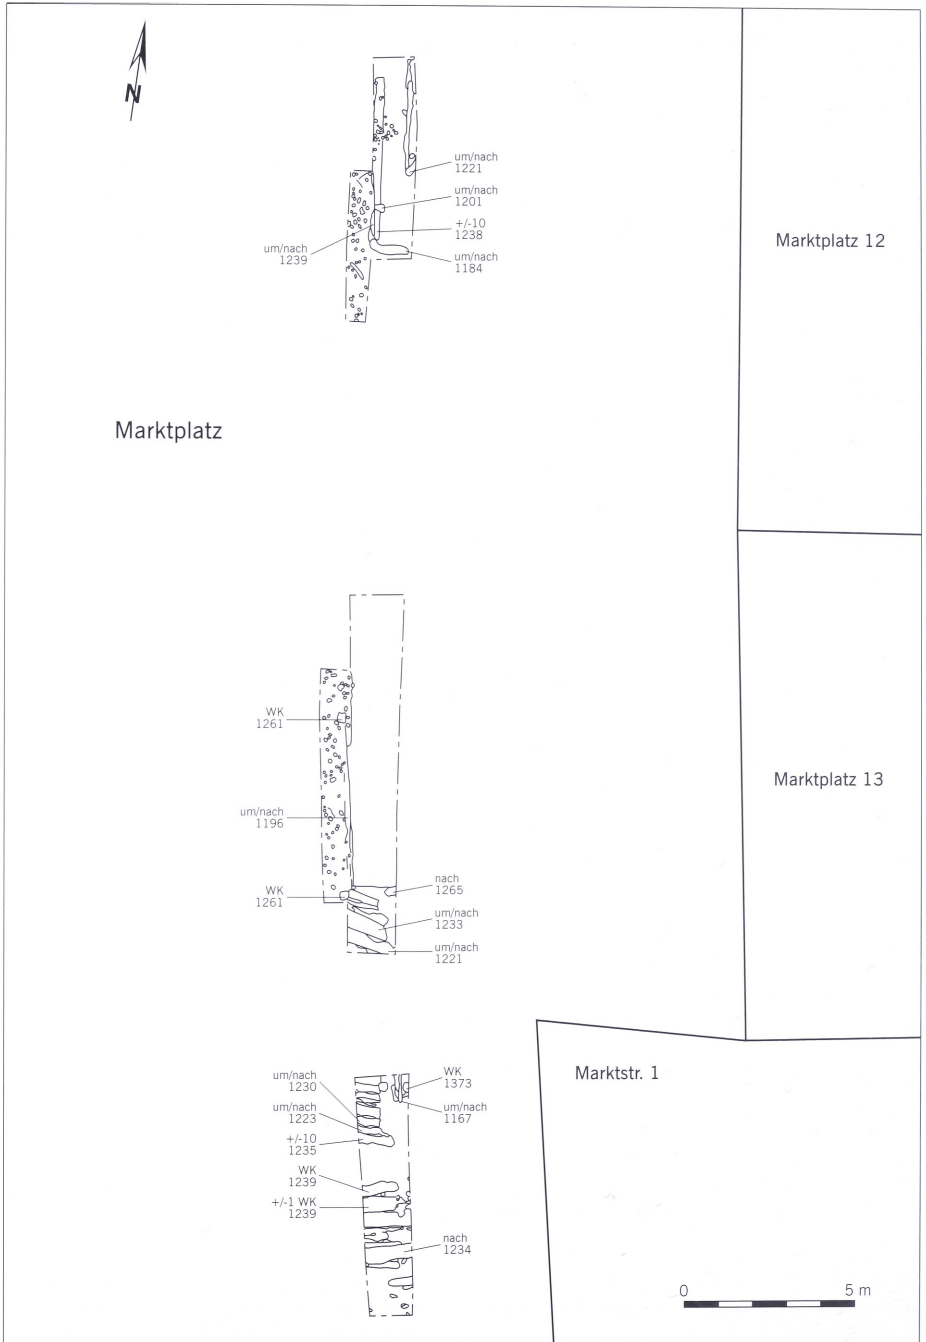 N
um/nach
1221
um/nach
1201
+/-10
1238
um/nach
1239
um/nach
1184
Marktplatz 12
Marktplatz
WK
1261
um/nach
1196
WK
1261
nach
1265
um/nach
1233
um/nach
1221
Marktplatz 13
Marktstr. 1
um/nach
1230
um/nach
1223
+/-10
1235
WK
1239
+/-1 WK
1239
WK
1373
um/nach
1167
nach
1234
0 5 m